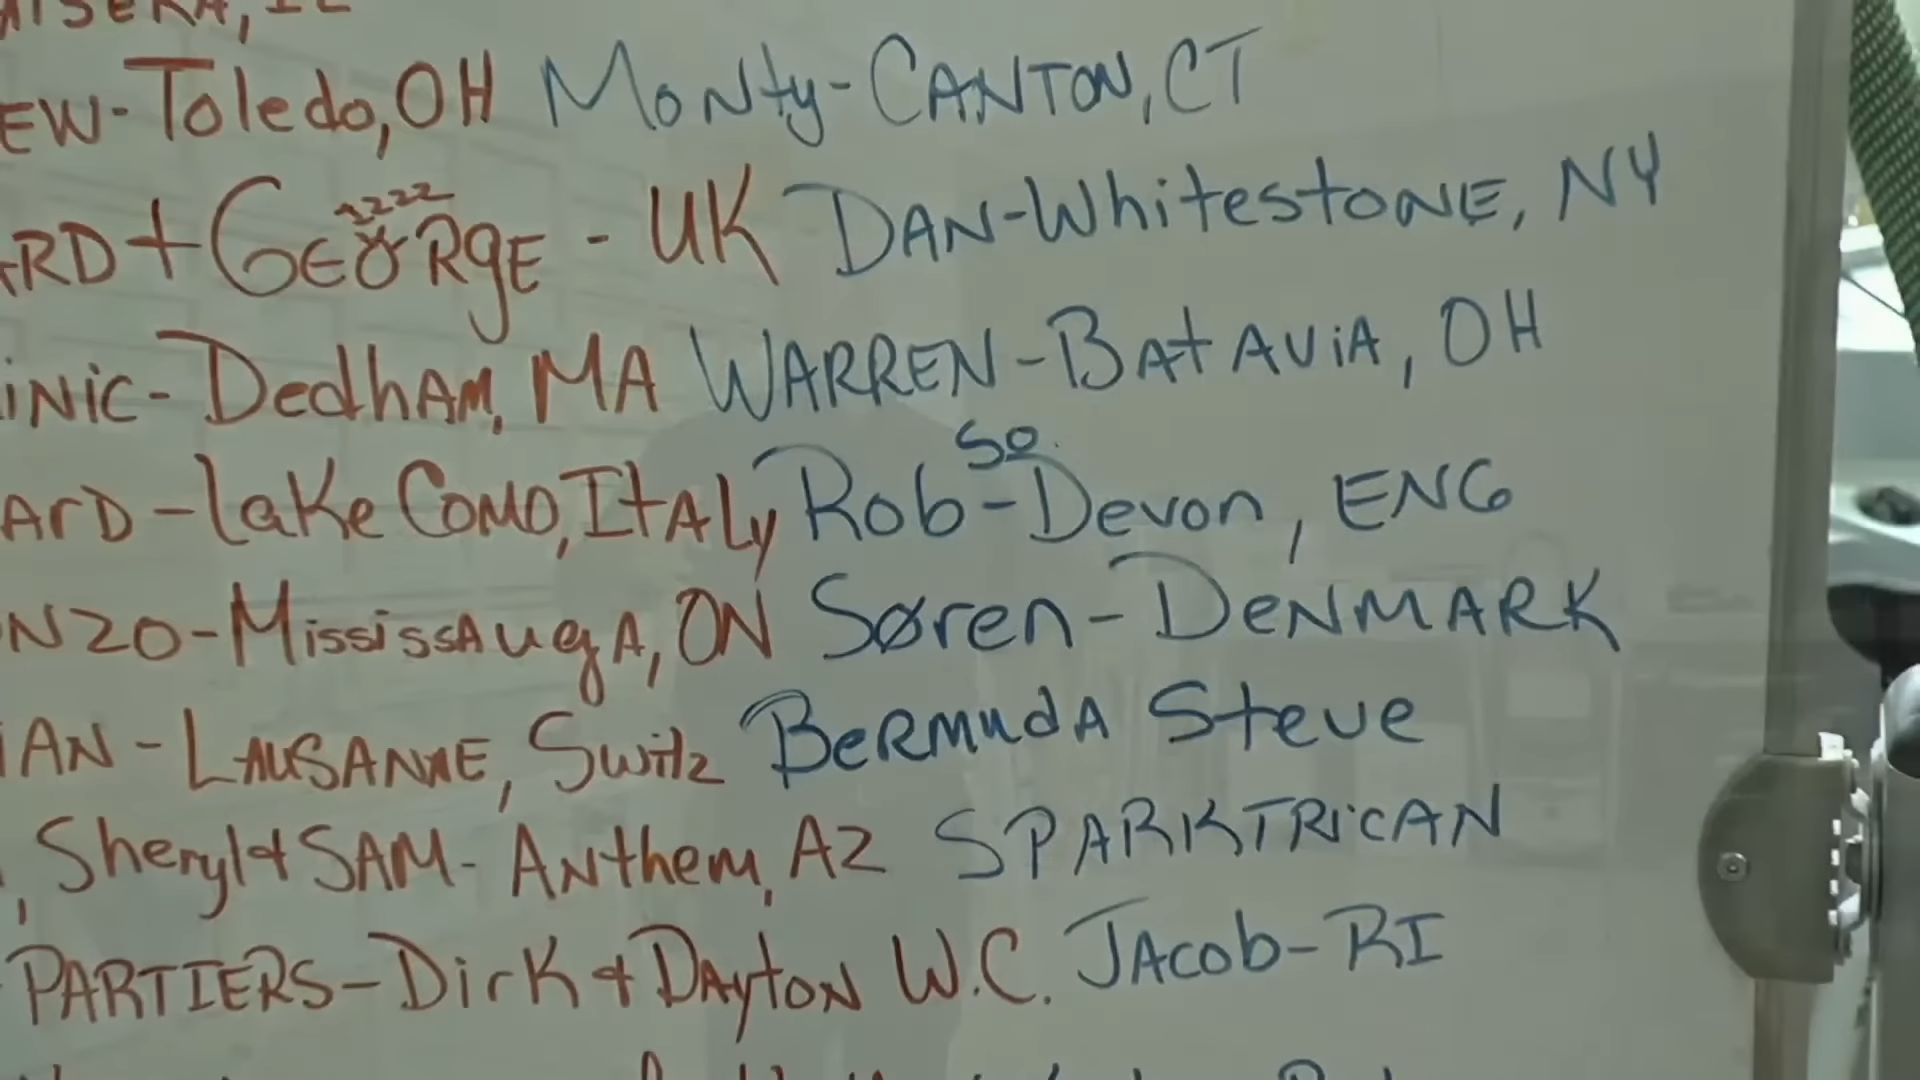 EW-Toledo, OH Monty-CANTON, CT
ARD + GEORGE - UK DAN-WhitestONE, NY
iNiC-DedhAM, MA WARREN-BAtAViA, OH
ArD-Lake COMO, ItALy Rob-So. Devon, ENG
NZO-MississAugA, ON Søren-DeNMARK
IAN-LAUSANNE, Switz BeRMudA Steve
, Sheryl + SAM-ANthem, AZ SPARKTRiCAN
PARTIERS-Dirk + DAytoN W.C. JAcob-RI